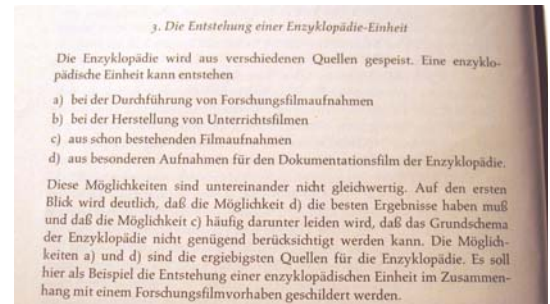 3. Die Entstehung einer Enzyklopädie-Einheit
Die Enzyklopädie wird aus verschiedenen Quellen gespeist. Eine enzyklo-
pädische Einheit kann entstehen
a) bei der Durchführung von Forschungsfilmaufnahmen
b) bei der Herstellung von Unterrichtsfilmen
c) aus schon bestehenden Filmaufnahmen
d) aus besonderen Aufnahmen für den Dokumentationsfilm der Enzyklopädie.
Diese Möglichkeiten sind untereinander nicht gleichwertig. Auf den ersten
Blick wird deutlich, daß die Möglichkeit d) die besten Ergebnisse haben muß
und daß die Möglichkeit c) häufig darunter leiden wird, daß das Grundschema
der Enzyklopädie nicht genügend berücksichtigt werden kann. Die Möglich-
keiten a) und d) sind die ergiebigsten Quellen für die Enzyklopädie. Es soll
hier als Beispiel die Entstehung einer enzyklopädischen Einheit im Zusammen-
hang mit einem Forschungsfilmvorhaben geschildert werden.